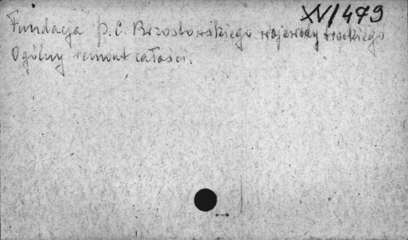 XV/479
Fundacja p. C. Brzostowskiego wojewody trockiego
Ogólny remont całości.